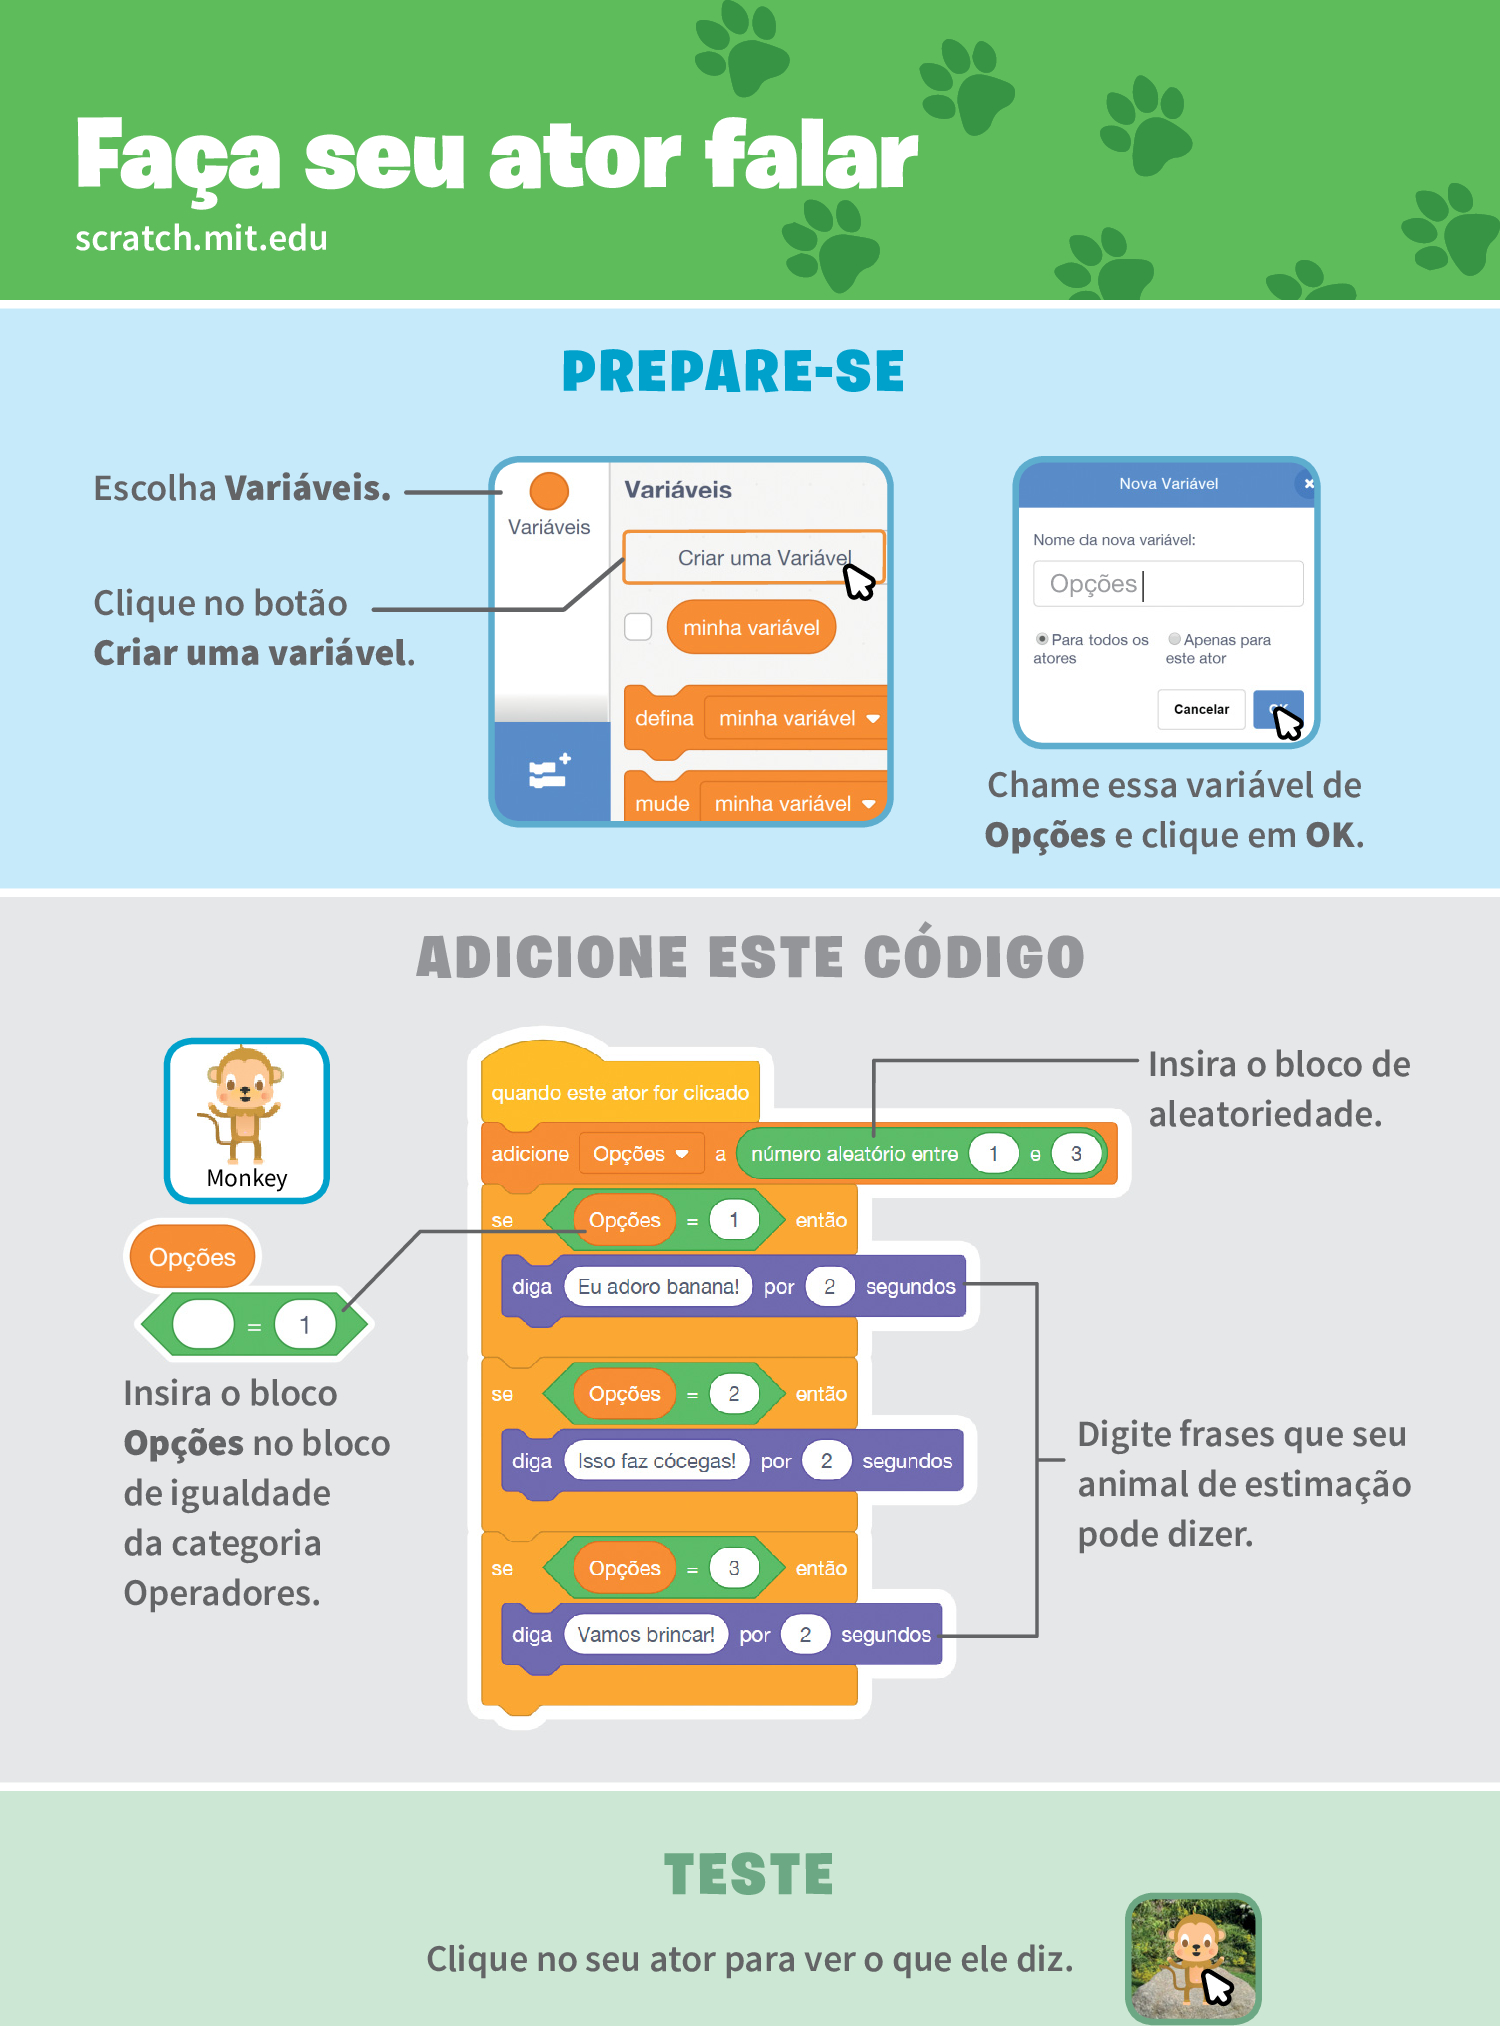 Faça seu ator falar
scratch.mit.edu
PREPARE-SE
Escolha Variáveis.
Clique no botão
Criar uma variável.
Variáveis
Variáveis
Criar uma Variável
minha variável
defina minha variável
mude minha variável
Nova Variável
Nome da nova variável:
Opções
Para todos os atores
Apenas para este ator
Cancelar
Chame essa variável de
Opções e clique em OK.
ADICIONE ESTE CÓDIGO
Monkey
Opções
= 1
Insira o bloco
Opções no bloco
de igualdade
da categoria
Operadores.
quando este ator for clicado
adicione Opções a número aleatório entre 1 e 3
se Opções = 1 então
diga Eu adoro banana! por 2 segundos
se Opções = 2 então
diga Isso faz cócegas! por 2 segundos
se Opções = 3 então
diga Vamos brincar! por 2 segundos
Insira o bloco de
aleatoriedade.
Digite frases que seu
animal de estimação
pode dizer.
TESTE
Clique no seu ator para ver o que ele diz.